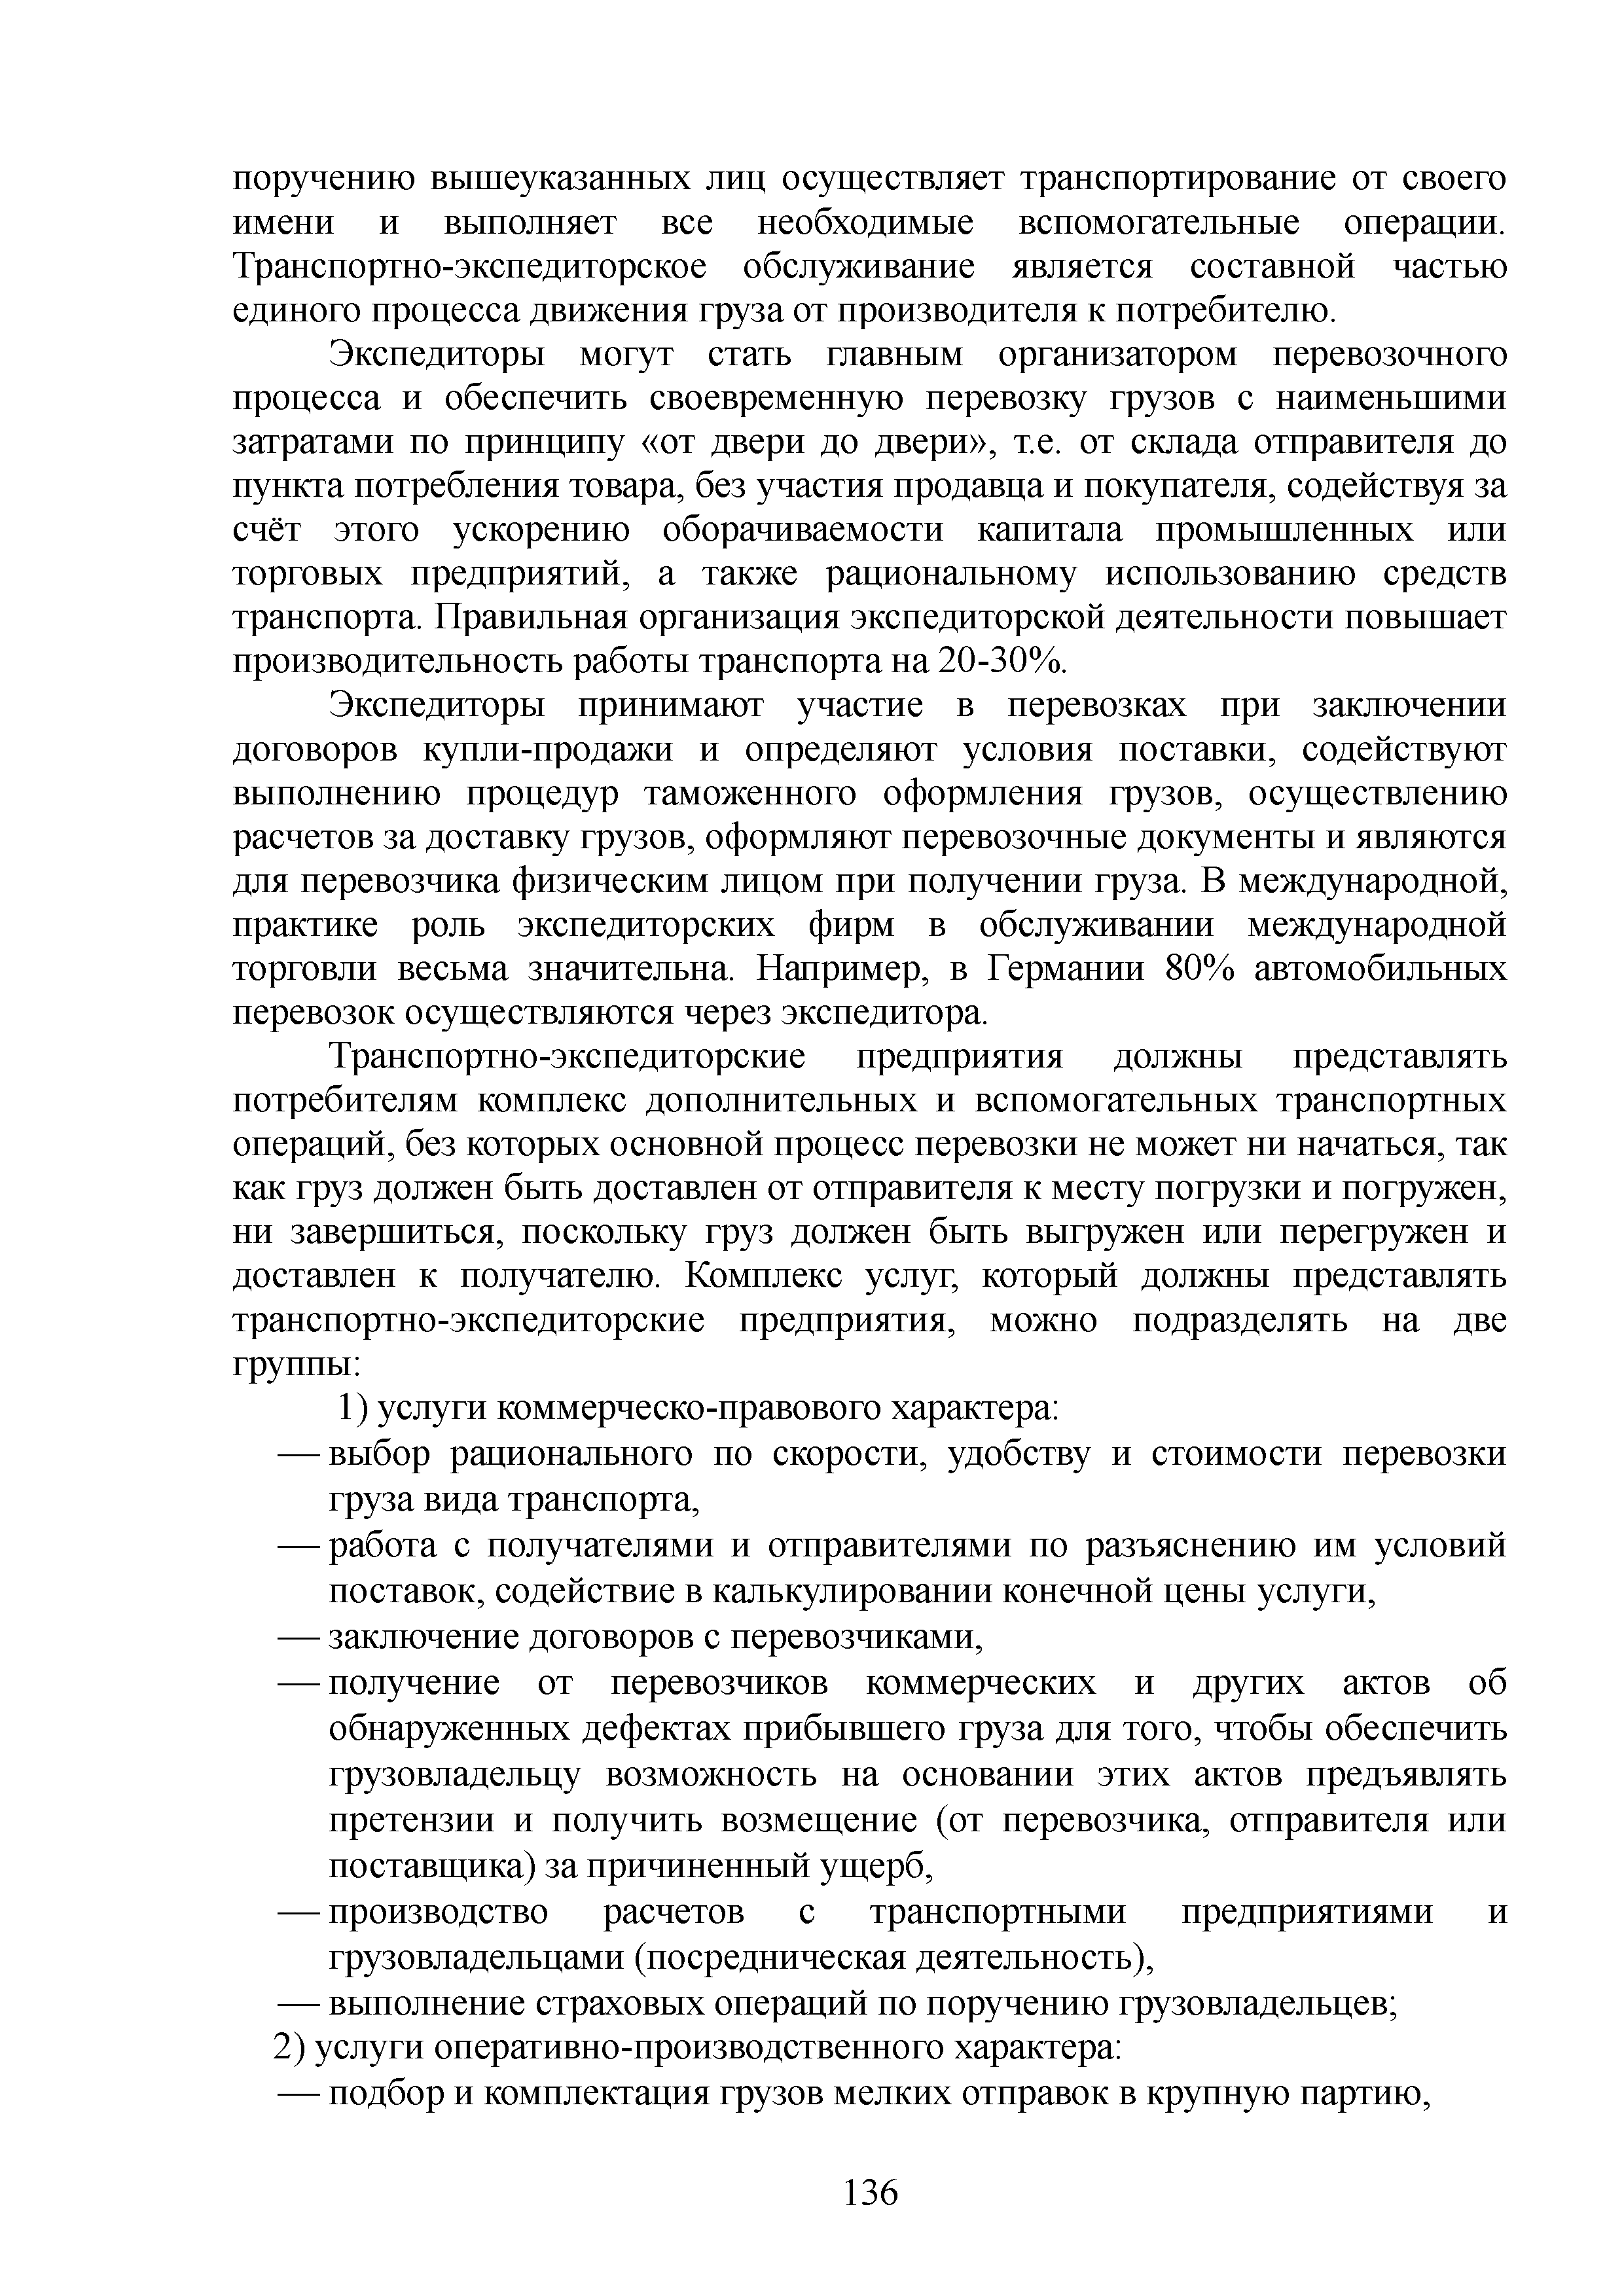 поручению вышеуказанных лиц осуществляет транспортирование от своего
имени и выполняет все необходимые вспомогательные операции.
Транспортно-экспедиторское обслуживание является составной частью
единого процесса движения груза от производителя к потребителю.
Экспедиторы могут стать главным организатором перевозочного
процесса и обеспечить своевременную перевозку грузов с наименьшими
затратами по принципу «от двери до двери», т.е. от склада отправителя до
пункта потребления товара, без участия продавца и покупателя, содействуя за
счёт этого ускорению оборачиваемости капитала промышленных или
торговых предприятий, а также рациональному использованию средств
транспорта. Правильная организация экспедиторской деятельности повышает
производительность работы транспорта на 20-30%.
Экспедиторы принимают участие в перевозках при заключении
договоров купли-продажи и определяют условия поставки, содействуют
выполнению процедур таможенного оформления грузов, осуществлению
расчетов за доставку грузов, оформляют перевозочные документы и являются
для перевозчика физическим лицом при получении груза. В международной,
практике роль экспедиторских фирм в обслуживании международной
торговли весьма значительна. Например, в Германии 80% автомобильных
перевозок осуществляются через экспедитора.
Транспортно-экспедиторские предприятия должны представлять
потребителям комплекс дополнительных и вспомогательных транспортных
операций, без которых основной процесс перевозки не может ни начаться, так
как груз должен быть доставлен от отправителя к месту погрузки и погружен,
ни завершиться, поскольку груз должен быть выгружен или перегружен и
доставлен к получателю. Комплекс услуг, который должны представлять
транспортно-экспедиторские предприятия, можно подразделять на две
группы:
1) услуги коммерческо-правового характера:
— выбор рационального по скорости, удобству и стоимости перевозки
груза вида транспорта,
— работа с получателями и отправителями по разъяснению им условий
поставок, содействие в калькулировании конечной цены услуги,
— заключение договоров с перевозчиками,
— получение от перевозчиков коммерческих и других актов об
обнаруженных дефектах прибывшего груза для того, чтобы обеспечить
грузовладельцу возможность на основании этих актов предъявлять
претензии и получить возмещение (от перевозчика, отправителя или
поставщика) за причиненный ущерб,
— производство расчетов с транспортными предприятиями и
грузовладельцами (посредническая деятельность),
— выполнение страховых операций по поручению грузовладельцев;
2) услуги оперативно-производственного характера:
— подбор и комплектация грузов мелких отправок в крупную партию,
136